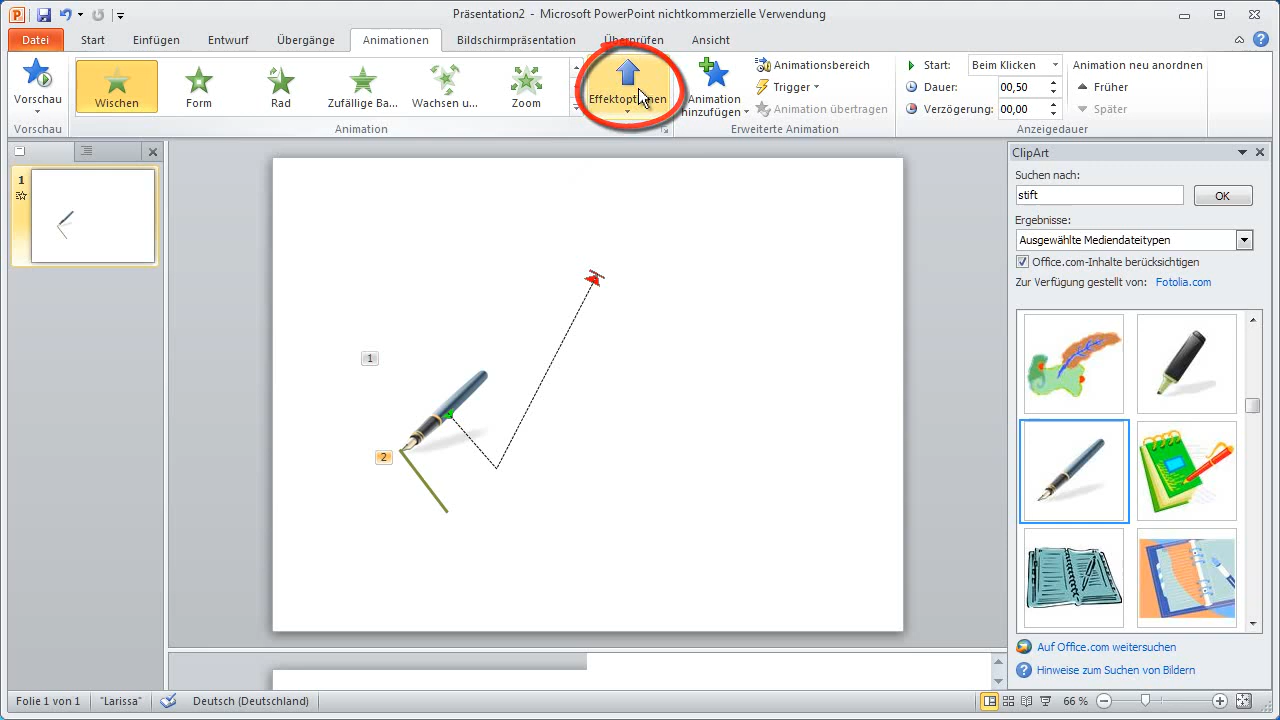 Präsentation2 - Microsoft PowerPoint nichtkommerzielle Verwendung
Datei Start Einfügen Entwurf Übergänge Animationen Bildschirmpräsentation Überprüfen Ansicht
Vorschau
Wischen Form Rad Zufällige Ba... Wachsen u... Zoom
Effektoptionen
Animation hinzufügen
Animationsbereich
Trigger
Animation übertragen
Start: Beim Klicken
Dauer: 00,50
Verzögerung: 00,00
Animation neu anordnen
Früher
Später
Vorschau Animation Erweiterte Animation Anzeigedauer
1
1
2
ClipArt
Suchen nach:
stift OK
Ergebnisse:
Ausgewählte Mediendateitypen
Office.com-Inhalte berücksichtigen
Zur Verfügung gestellt von: Fotolia.com
Auf Office.com weitersuchen
Hinweise zum Suchen von Bildern
Folie 1 von 1 "Larissa" Deutsch (Deutschland) 66 %